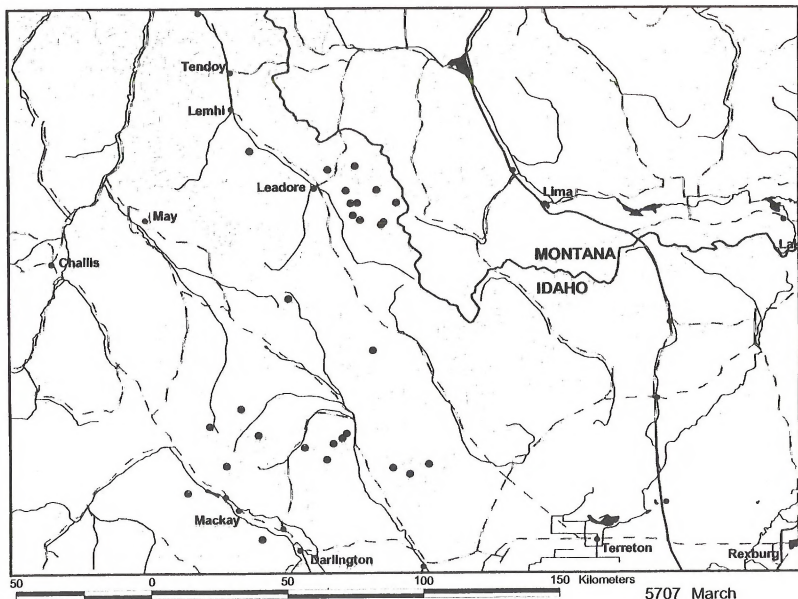 Tendoy
Lemhi
Leadore
Lima
May
Challis
MONTANA
IDAHO
Mackay
Darlington
Terreton
Rexburg
50 0 50 100 150 Kilometers
5707 March